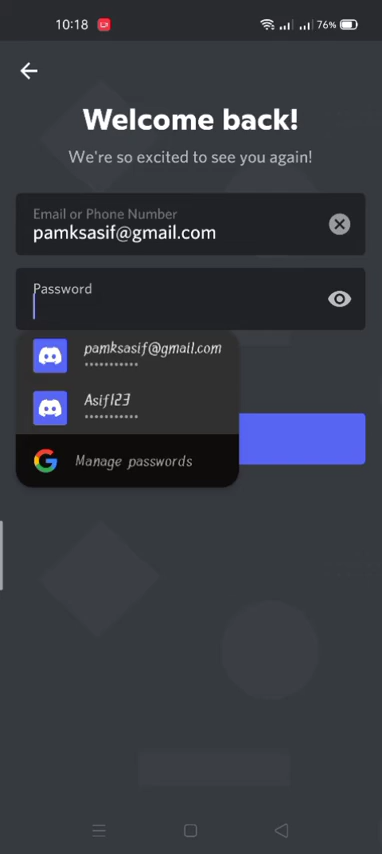 10:18
76%
Welcome back!
We're so excited to see you again!
Email or Phone Number
pamksasif@gmail.com
Password
pamksasif@gmail.com
•••••••••••
Asif123
•••••••••••
Manage passwords